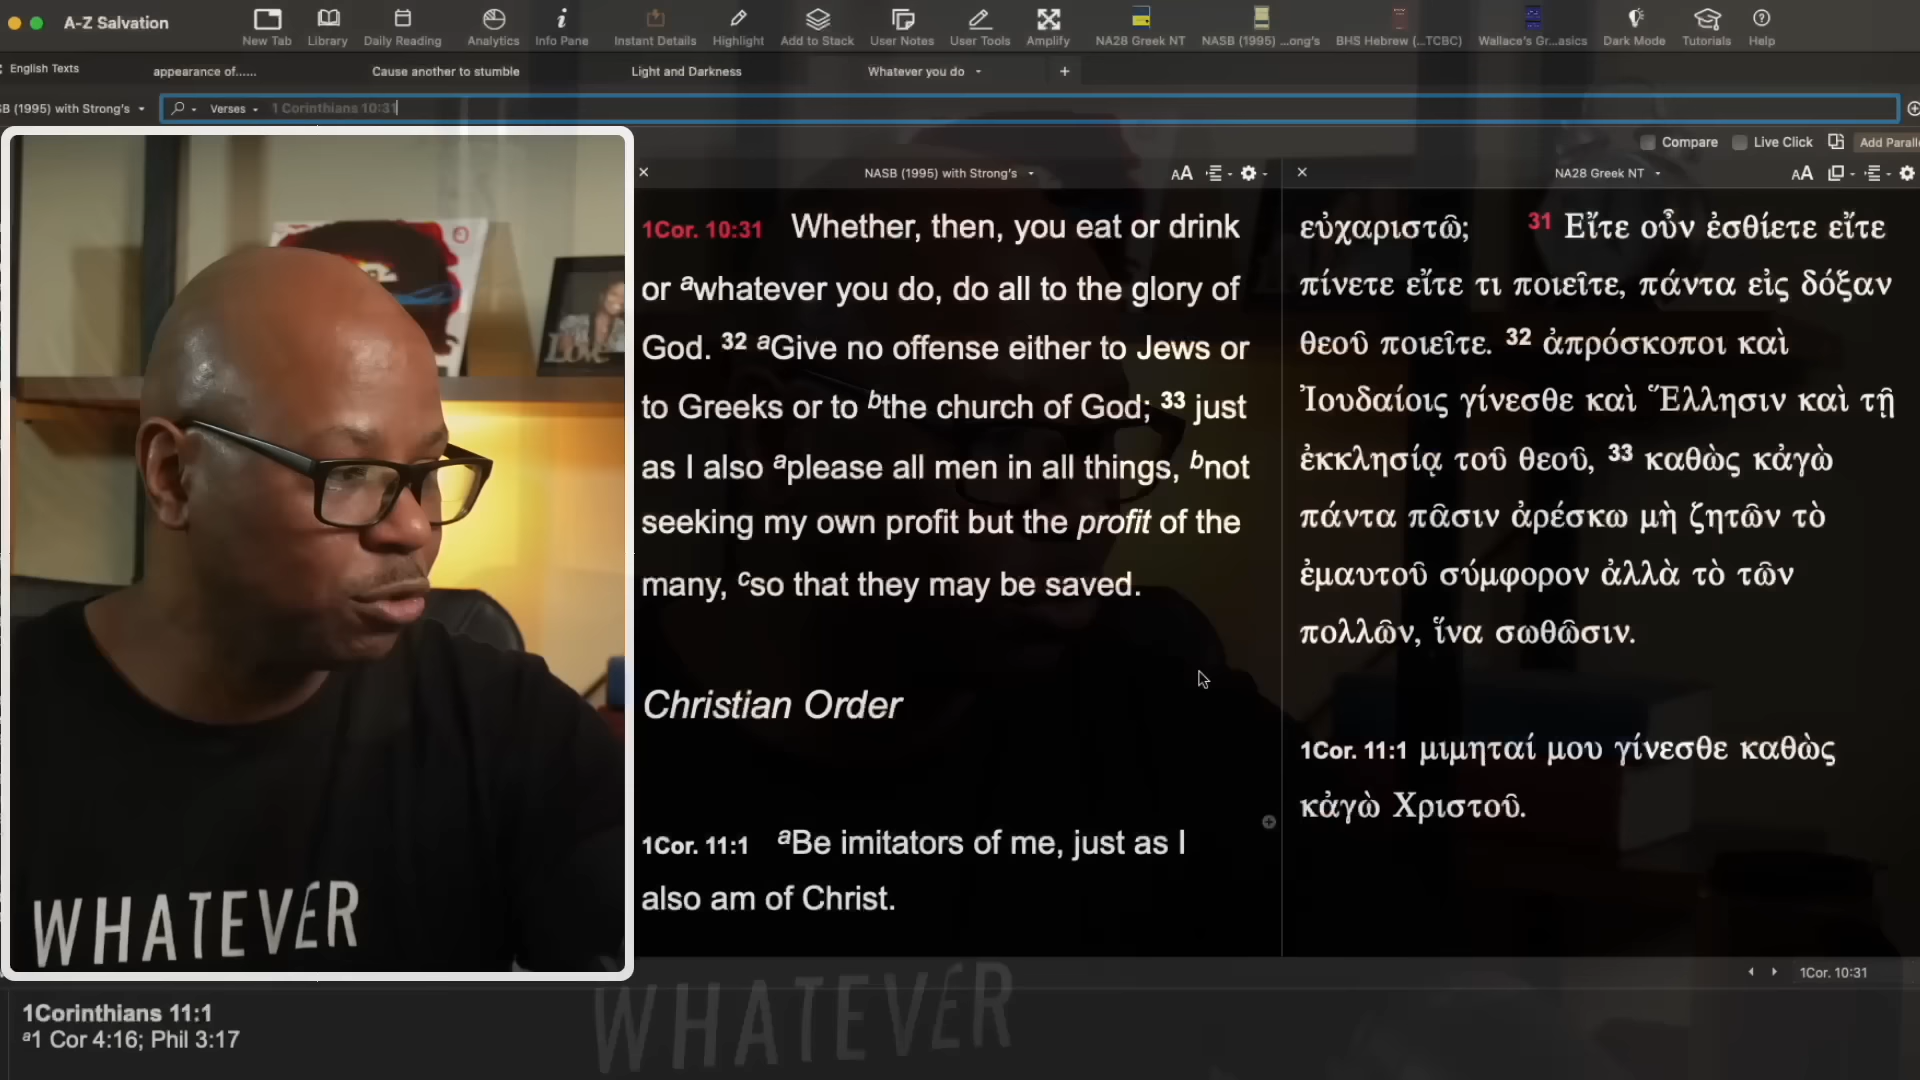 A-Z Salvation
New Tab
Library
Daily Reading
Analytics
Info Pane
Instant Details
Highlight
Add to Stack
User Notes
User Tools
Amplify
NA28 Greek NT
NASB (1995) ...ong's
BHS Hebrew (...TCBC)
Wallace's Gr...asics
Dark Mode
Tutorials
Help
English Texts
appearance of......
Cause another to stumble
Light and Darkness
Whatever you do
SB (1995) with Strong's
Verses
1 Corinthians 10:31
Compare
Live Click
Add Paralle
NASB (1995) with Strong's
AA
1Cor. 10:31 Whether, then, you eat or drink
or ᵃwhatever you do, do all to the glory of
God. 32 ᵃGive no offense either to Jews or
to Greeks or to ᵇthe church of God; 33 just
as I also ᵃplease all men in all things, ᵇnot
seeking my own profit but the profit of the
many, ᶜso that they may be saved.
Christian Order
1Cor. 11:1 ᵃBe imitators of me, just as I
also am of Christ.
NA28 Greek NT
AA
εὐχαριστῶ; 31 Εἴτε οὖν ἐσθίετε εἴτε
πίνετε εἴτε τι ποιεῖτε, πάντα εἰς δόξαν
θεοῦ ποιεῖτε. 32 ἀπρόσκοποι καὶ
Ἰουδαίοις γίνεσθε καὶ Ἕλλησιν καὶ τῇ
ἐκκλησίᾳ τοῦ θεοῦ, 33 καθὼς κἀγὼ
πάντα πᾶσιν ἀρέσκω μὴ ζητῶν τὸ
ἐμαυτοῦ σύμφορον ἀλλὰ τὸ τῶν
πολλῶν, ἵνα σωθῶσιν.
1Cor. 11:1 μιμηταί μου γίνεσθε καθὼς
κἀγὼ Χριστοῦ.
LOVE
WHATEVER
1Cor. 10:31
WHATEVER
1Corinthians 11:1
ᵃ1 Cor 4:16; Phil 3:17